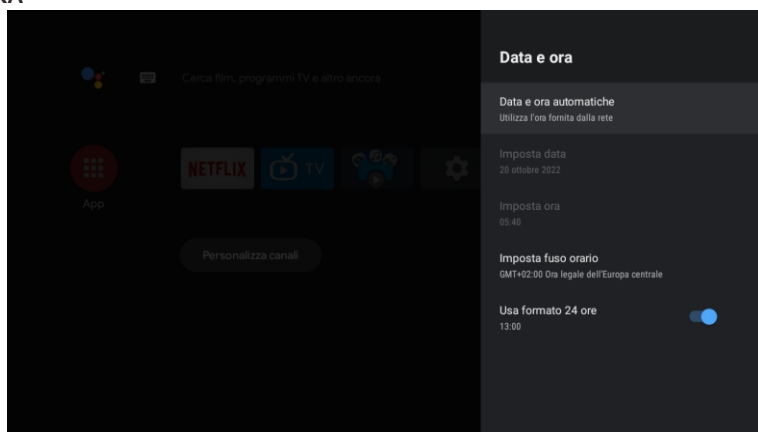 Data e ora
Cerca film, programmi TV e altro ancora
Data e ora automatiche
Utilizza l'ora fornita dalla rete
Imposta data
20 ottobre 2022
NETFLIX
TV
App
Imposta ora
05:40
Personalizza canali
Imposta fuso orario
GMT+02:00 Ora legale dell'Europa centrale
Usa formato 24 ore
13:00